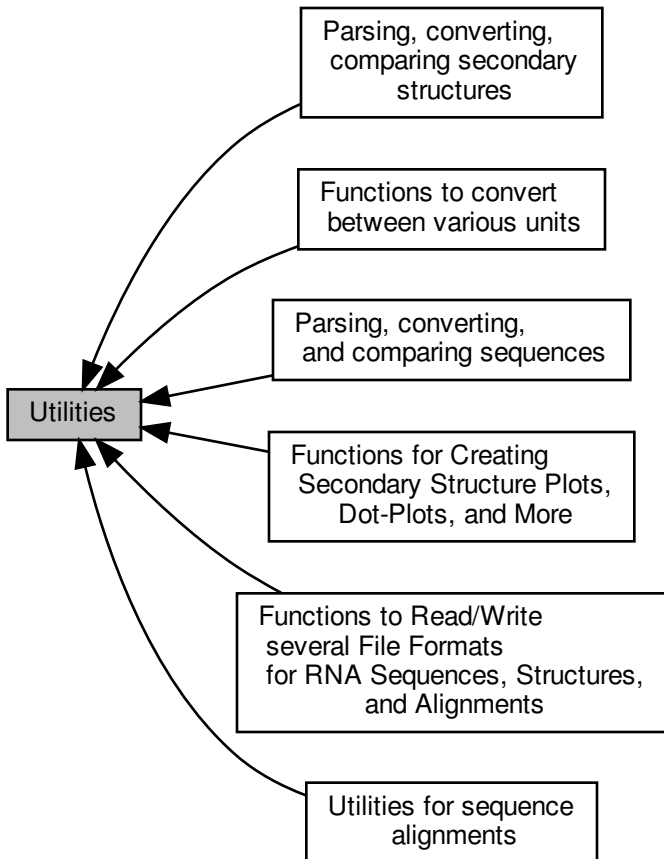 Parsing, converting,
comparing secondary
structures
Functions to convert
between various units
Parsing, converting,
and comparing sequences
Utilities
Functions for Creating
Secondary Structure Plots,
Dot-Plots, and More
Functions to Read/Write
several File Formats
for RNA Sequences, Structures,
and Alignments
Utilities for sequence
alignments